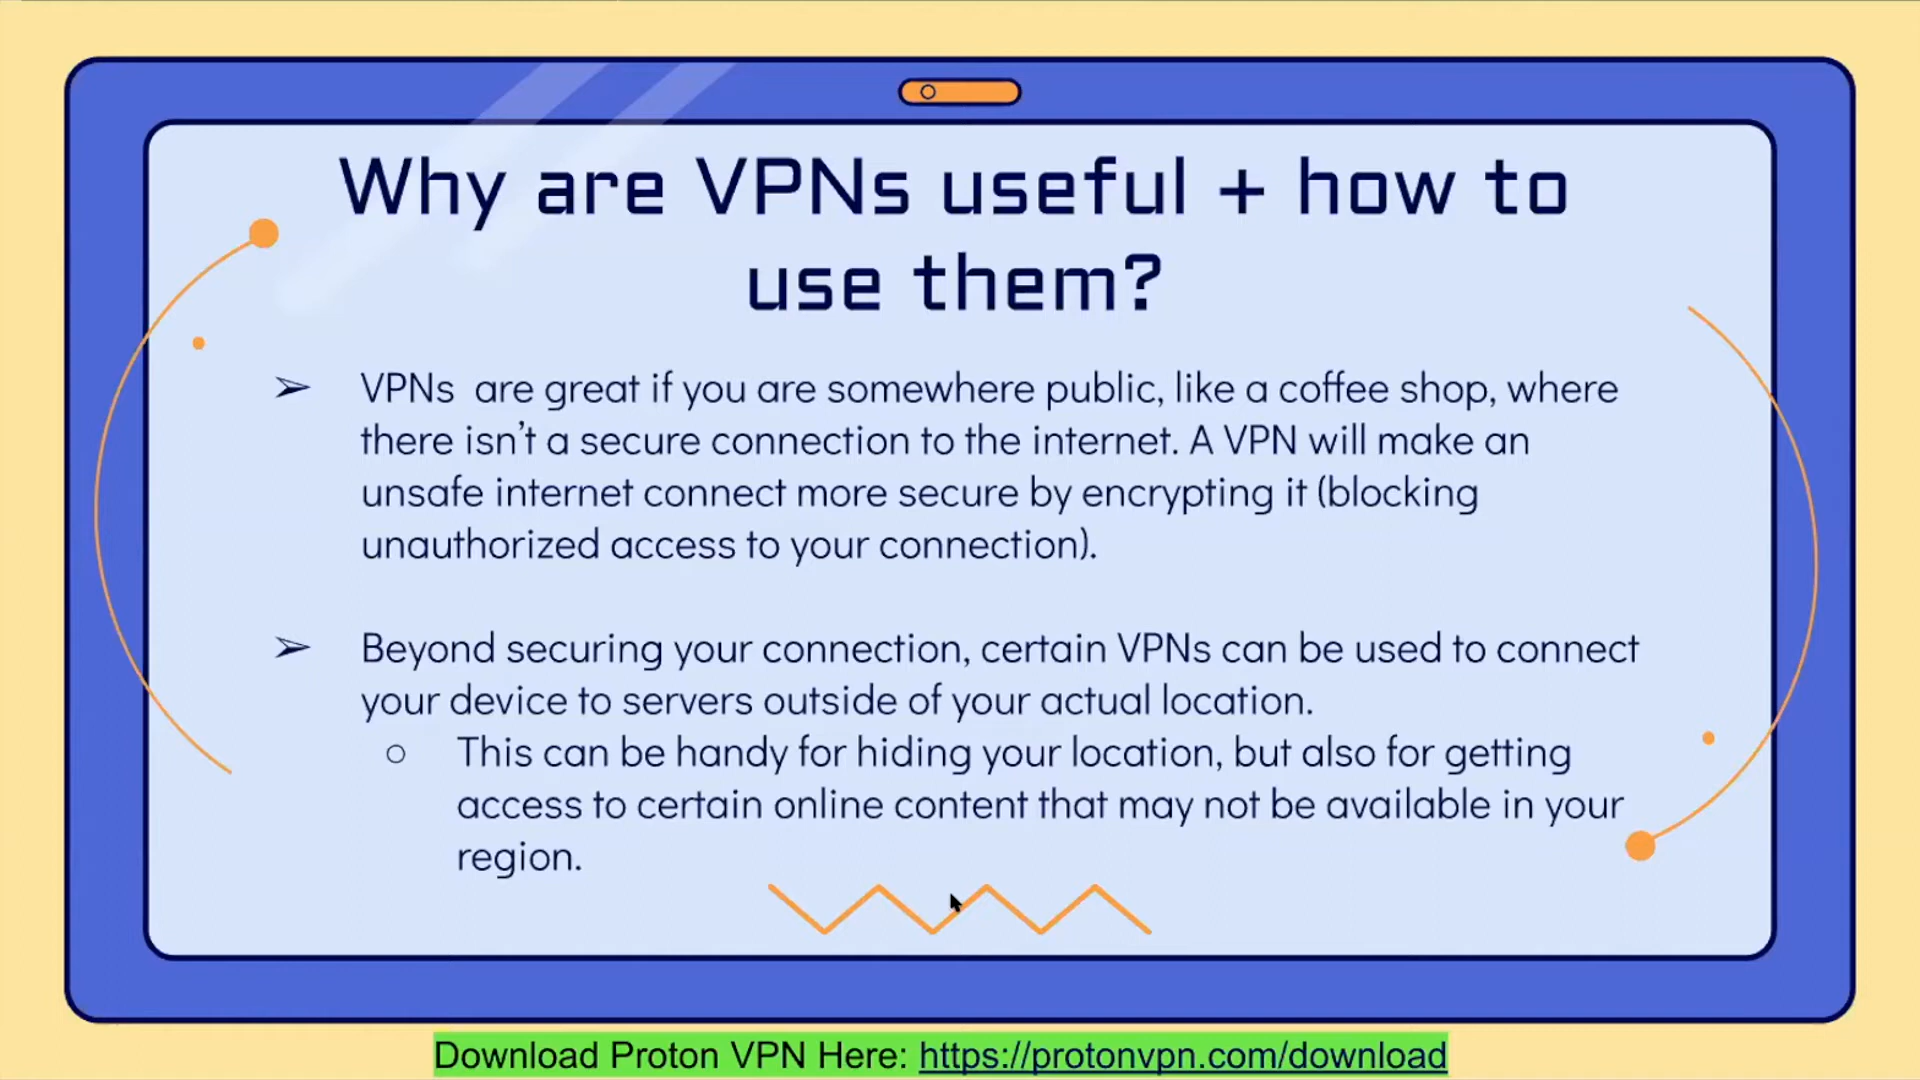 Why are VPNs useful + how to
use them?
➢ VPNs  are great if you are somewhere public, like a coffee shop, where
there isn’t a secure connection to the internet. A VPN will make an
unsafe internet connect more secure by encrypting it (blocking
unauthorized access to your connection).
➢ Beyond securing your connection, certain VPNs can be used to connect
your device to servers outside of your actual location.
○ This can be handy for hiding your location, but also for getting
access to certain online content that may not be available in your
region.
Download Proton VPN Here: https://protonvpn.com/download